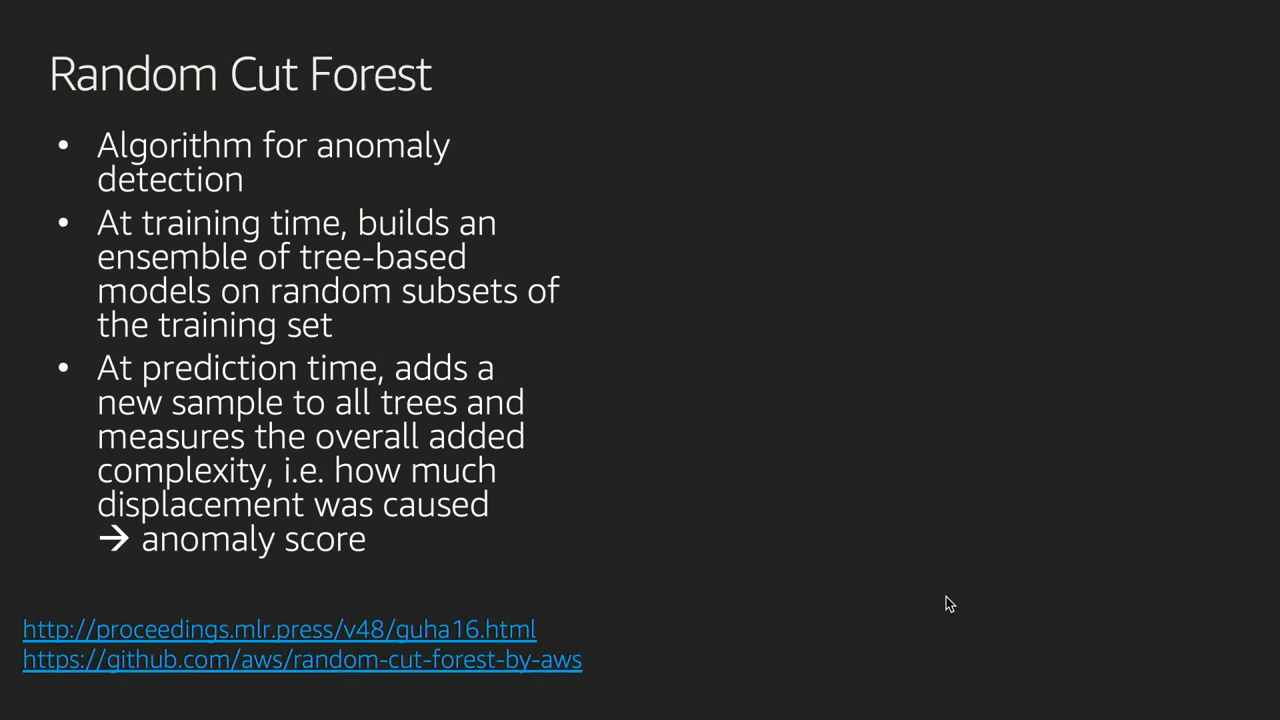 Random Cut Forest
• Algorithm for anomaly
detection
• At training time, builds an
ensemble of tree-based
models on random subsets of
the training set
• At prediction time, adds a
new sample to all trees and
measures the overall added
complexity, i.e. how much
displacement was caused
→ anomaly score
http://proceedings.mlr.press/v48/guha16.html
https://github.com/aws/random-cut-forest-by-aws